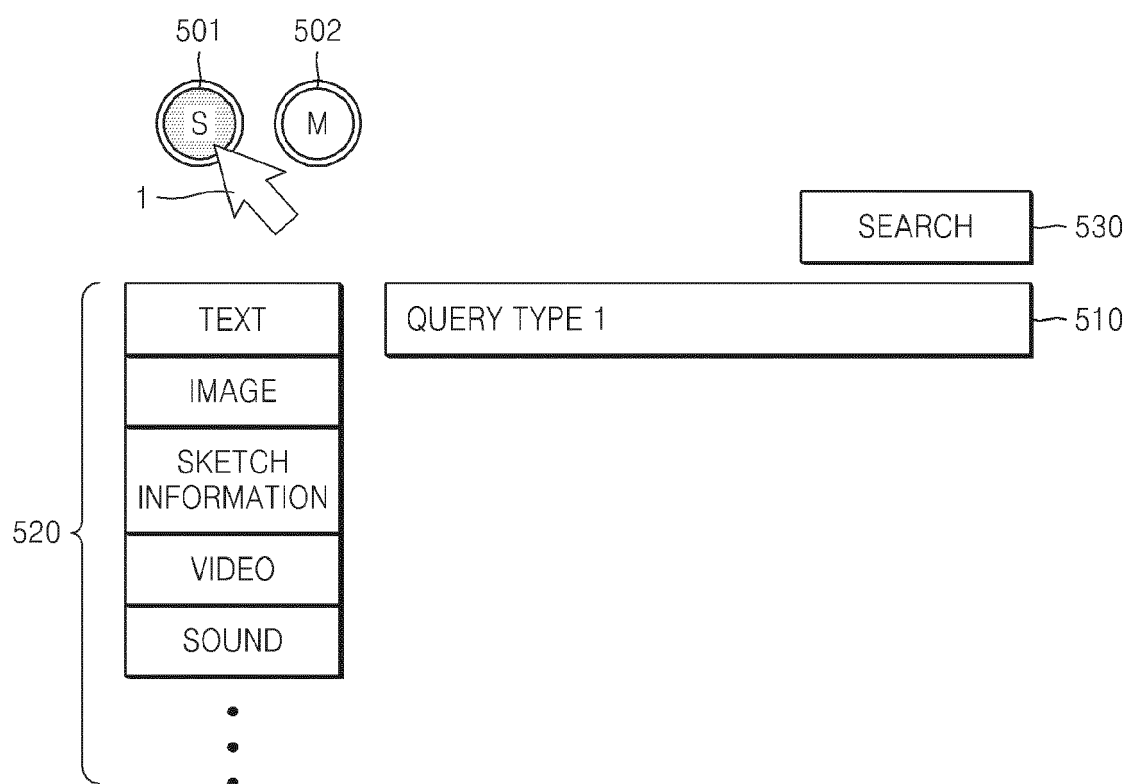 501 502
S M
1
SEARCH 530
TEXT QUERY TYPE 1 510
IMAGE
SKETCH
INFORMATION
520
VIDEO
SOUND